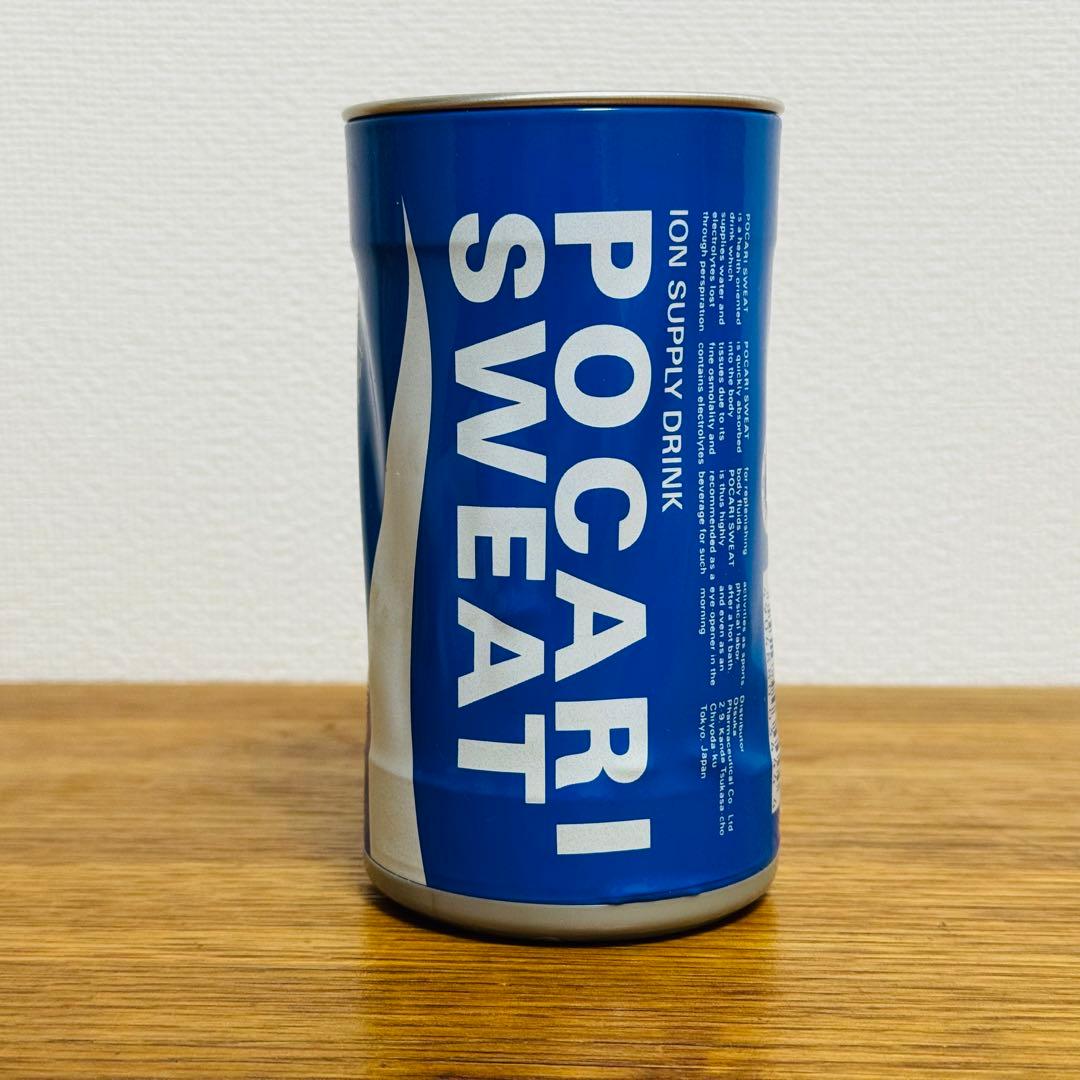 POCARI
SWEAT
ION SUPPLY DRINK
POCARI SWEAT
is a health oriented
drink which
supplies water and
electrolytes lost
through perspiration
POCARI SWEAT
is quickly absorbed
into the body
tissues due to its
fine osmolality and
contains electrolytes
for replenishing
body fluids.
POCARI SWEAT
is thus highly
recommended as a
beverage for such
activities as sports
physical labor
after a hot bath.
and even as an
eye opener in the
morning
Distributor
Otsuka
Pharmaceutical Co. Ltd
2 9. Kanda Tsukasa cho
Chiyoda ku
Tokyo. Japan